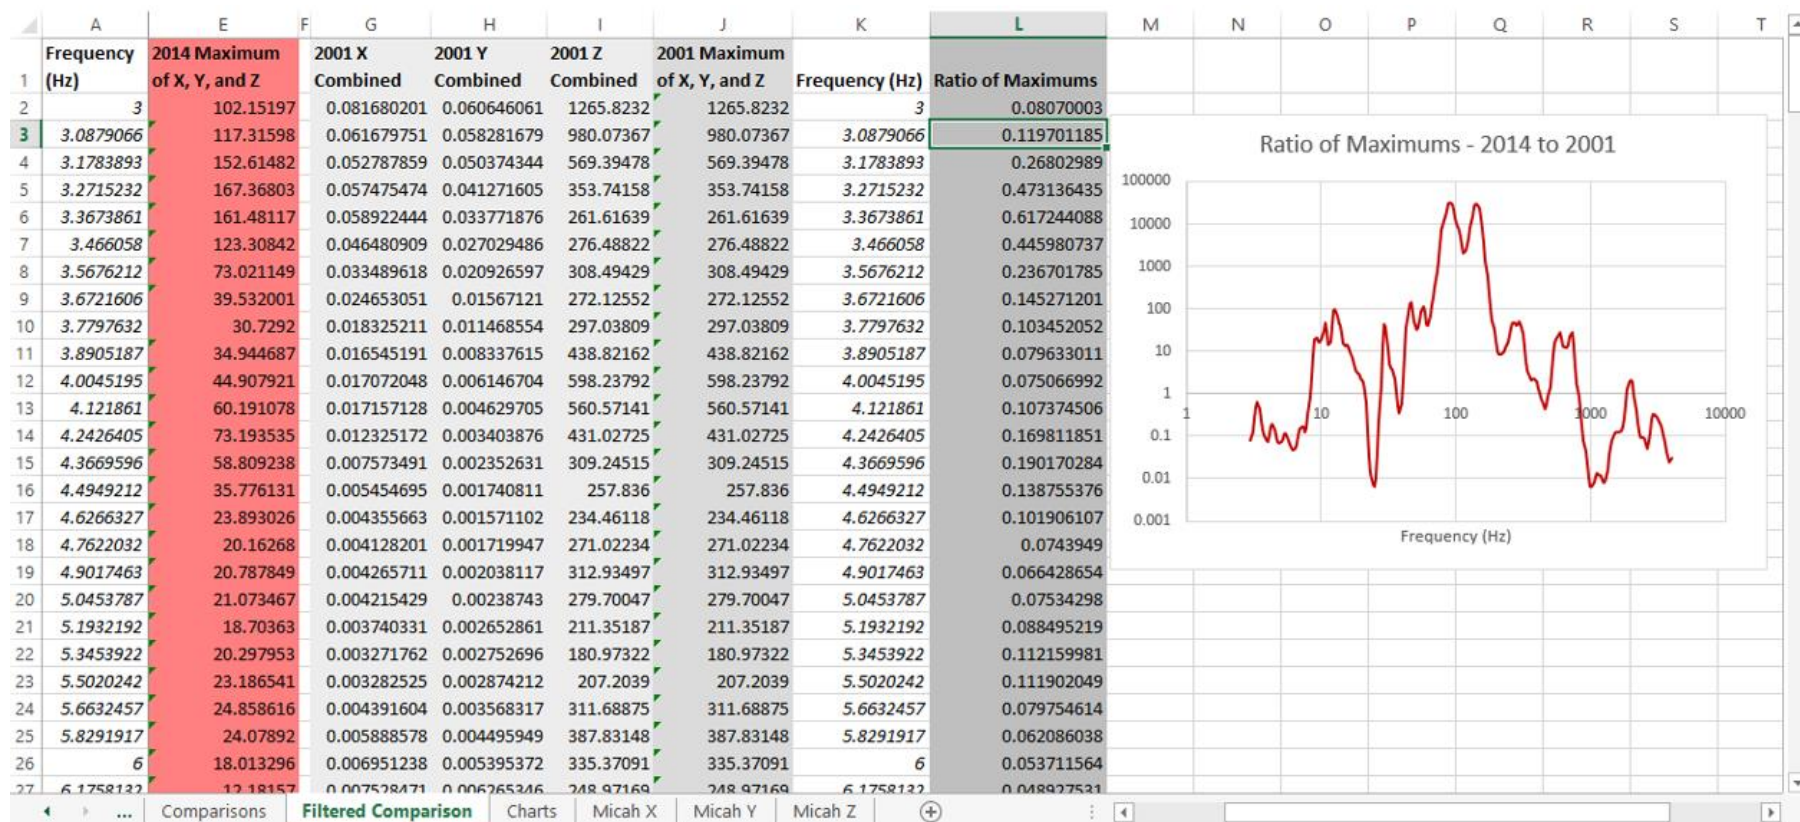 A E F G H I J K L M N O P Q R S T
Frequency 2014 Maximum 2001 X 2001 Y 2001 Z 2001 Maximum
1 (Hz) of X, Y, and Z Combined Combined Combined of X, Y, and Z Frequency (Hz) Ratio of Maximums
2 3 102.15197 0.081680201 0.060646061 1265.8232 1265.8232 3 0.08070003
3 3.0879066 117.31598 0.061679751 0.058281679 980.07367 980.07367 3.0879066 0.119701185
4 3.1783893 152.61482 0.052787859 0.050374344 569.39478 569.39478 3.1783893 0.26802989
5 3.2715232 167.36803 0.057475474 0.041271605 353.74158 353.74158 3.2715232 0.473136435
6 3.3673861 161.48117 0.058922444 0.033771876 261.61639 261.61639 3.3673861 0.617244088
7 3.466058 123.30842 0.046480909 0.027029486 276.48822 276.48822 3.466058 0.445980737
8 3.5676212 73.021149 0.033489618 0.020926597 308.49429 308.49429 3.5676212 0.236701785
9 3.6721606 39.532001 0.024653051 0.01567121 272.12552 272.12552 3.6721606 0.145271201
10 3.7797632 30.7292 0.018325211 0.011468554 297.03809 297.03809 3.7797632 0.103452052
11 3.8905187 34.944687 0.016545191 0.008337615 438.82162 438.82162 3.8905187 0.079633011
12 4.0045195 44.907921 0.017072048 0.006146704 598.23792 598.23792 4.0045195 0.075066992
13 4.121861 60.191078 0.017157128 0.004629705 560.57141 560.57141 4.121861 0.107374506
14 4.2426405 73.193535 0.012325172 0.003403876 431.02725 431.02725 4.2426405 0.169811851
15 4.3669596 58.809238 0.007573491 0.002352631 309.24515 309.24515 4.3669596 0.190170284
16 4.4949212 35.776131 0.005454695 0.001740811 257.836 257.836 4.4949212 0.138755376
17 4.6266327 23.893026 0.004355663 0.001571102 234.46118 234.46118 4.6266327 0.101906107
18 4.7622032 20.16268 0.004128201 0.001719947 271.02234 271.02234 4.7622032 0.0743949
19 4.9017463 20.787849 0.004265711 0.002038117 312.93497 312.93497 4.9017463 0.066428654
20 5.0453787 21.073467 0.004215429 0.00238743 279.70047 279.70047 5.0453787 0.07534298
21 5.1932192 18.70363 0.003740331 0.002652861 211.35187 211.35187 5.1932192 0.088495219
22 5.3453922 20.297953 0.003271762 0.002752696 180.97322 180.97322 5.3453922 0.112159981
23 5.5020242 23.186541 0.003282525 0.002874212 207.2039 207.2039 5.5020242 0.111902049
24 5.6632457 24.858616 0.004391604 0.003568317 311.68875 311.68875 5.6632457 0.079754614
25 5.8291917 24.07892 0.005888578 0.004495949 387.83148 387.83148 5.8291917 0.062086038
26 6 18.013296 0.006951238 0.005395372 335.37091 335.37091 6 0.053711564
27 6.1758132 12.18157 0.007528471 0.006265346 248.97169 248.97169 6.1758132 0.048927531
Ratio of Maximums - 2014 to 2001
100000
10000
1000
100
10
1
0.1
0.01
0.001
1 10 100 1000 10000
Frequency (Hz)
... Comparisons Filtered Comparison Charts Micah X Micah Y Micah Z